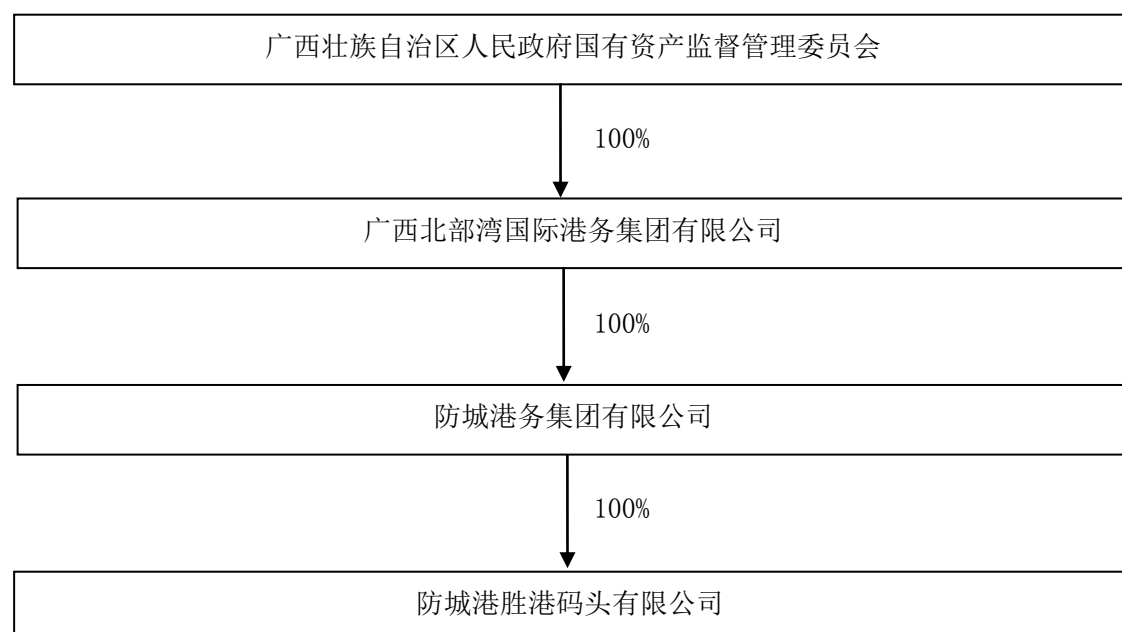 广西壮族自治区人民政府国有资产监督管理委员会
100%
广西北部湾国际港务集团有限公司
100%
防城港务集团有限公司
100%
防城港胜港码头有限公司